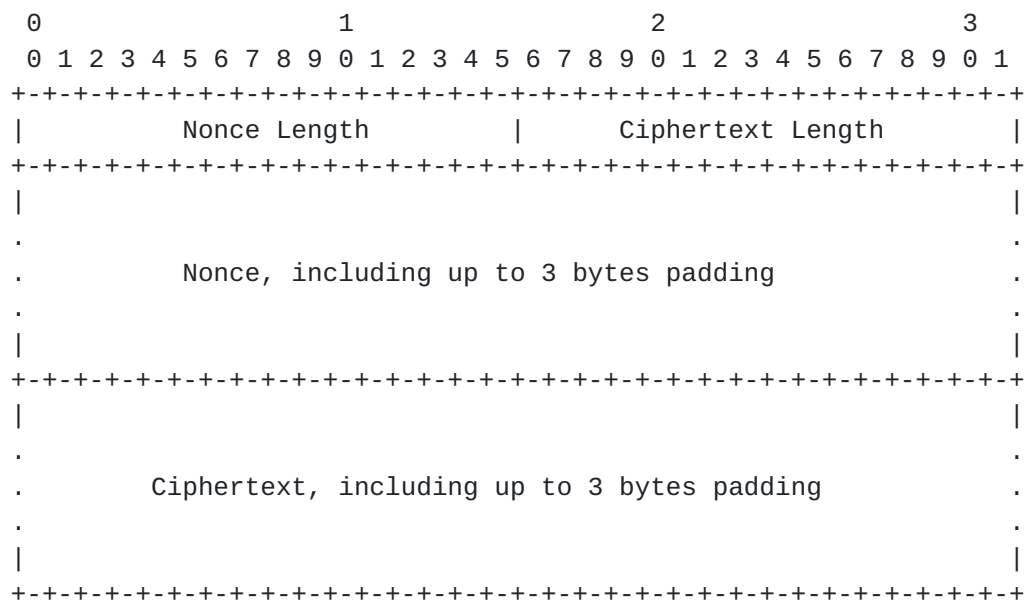 0                   1                   2                   3
 0 1 2 3 4 5 6 7 8 9 0 1 2 3 4 5 6 7 8 9 0 1 2 3 4 5 6 7 8 9 0 1
+-+-+-+-+-+-+-+-+-+-+-+-+-+-+-+-+-+-+-+-+-+-+-+-+-+-+-+-+-+-+-+-+
|          Nonce Length         |      Ciphertext Length        |
+-+-+-+-+-+-+-+-+-+-+-+-+-+-+-+-+-+-+-+-+-+-+-+-+-+-+-+-+-+-+-+-+
|                                                               |
.                                                               .
.          Nonce, including up to 3 bytes padding               .
.                                                               .
|                                                               |
+-+-+-+-+-+-+-+-+-+-+-+-+-+-+-+-+-+-+-+-+-+-+-+-+-+-+-+-+-+-+-+-+
|                                                               |
.                                                               .
.        Ciphertext, including up to 3 bytes padding            .
.                                                               .
|                                                               |
+-+-+-+-+-+-+-+-+-+-+-+-+-+-+-+-+-+-+-+-+-+-+-+-+-+-+-+-+-+-+-+-+